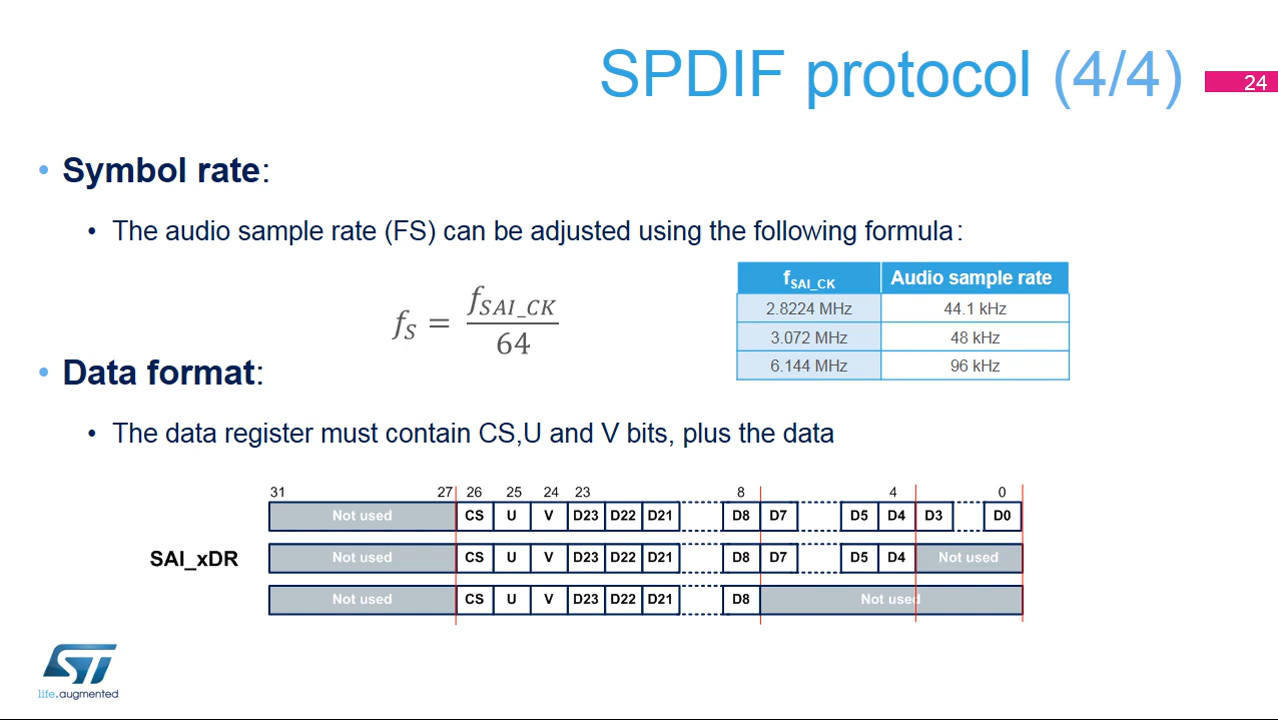 SPDIF protocol (4/4)
24
• Symbol rate:
• The audio sample rate (FS) can be adjusted using the following formula:
fS = fSAI_CK / 64
fSAI_CK Audio sample rate
2.8224 MHz 44.1 kHz
3.072 MHz 48 kHz
6.144 MHz 96 kHz
• Data format:
• The data register must contain CS,U and V bits, plus the data
31 27 26 25 24 23 8 4 0
Not used CS U V D23 D22 D21 D8 D7 D5 D4 D3 D0
SAI_xDR
Not used CS U V D23 D22 D21 D8 D7 D5 D4 Not used
Not used CS U V D23 D22 D21 D8 Not used
ST
life.augmented